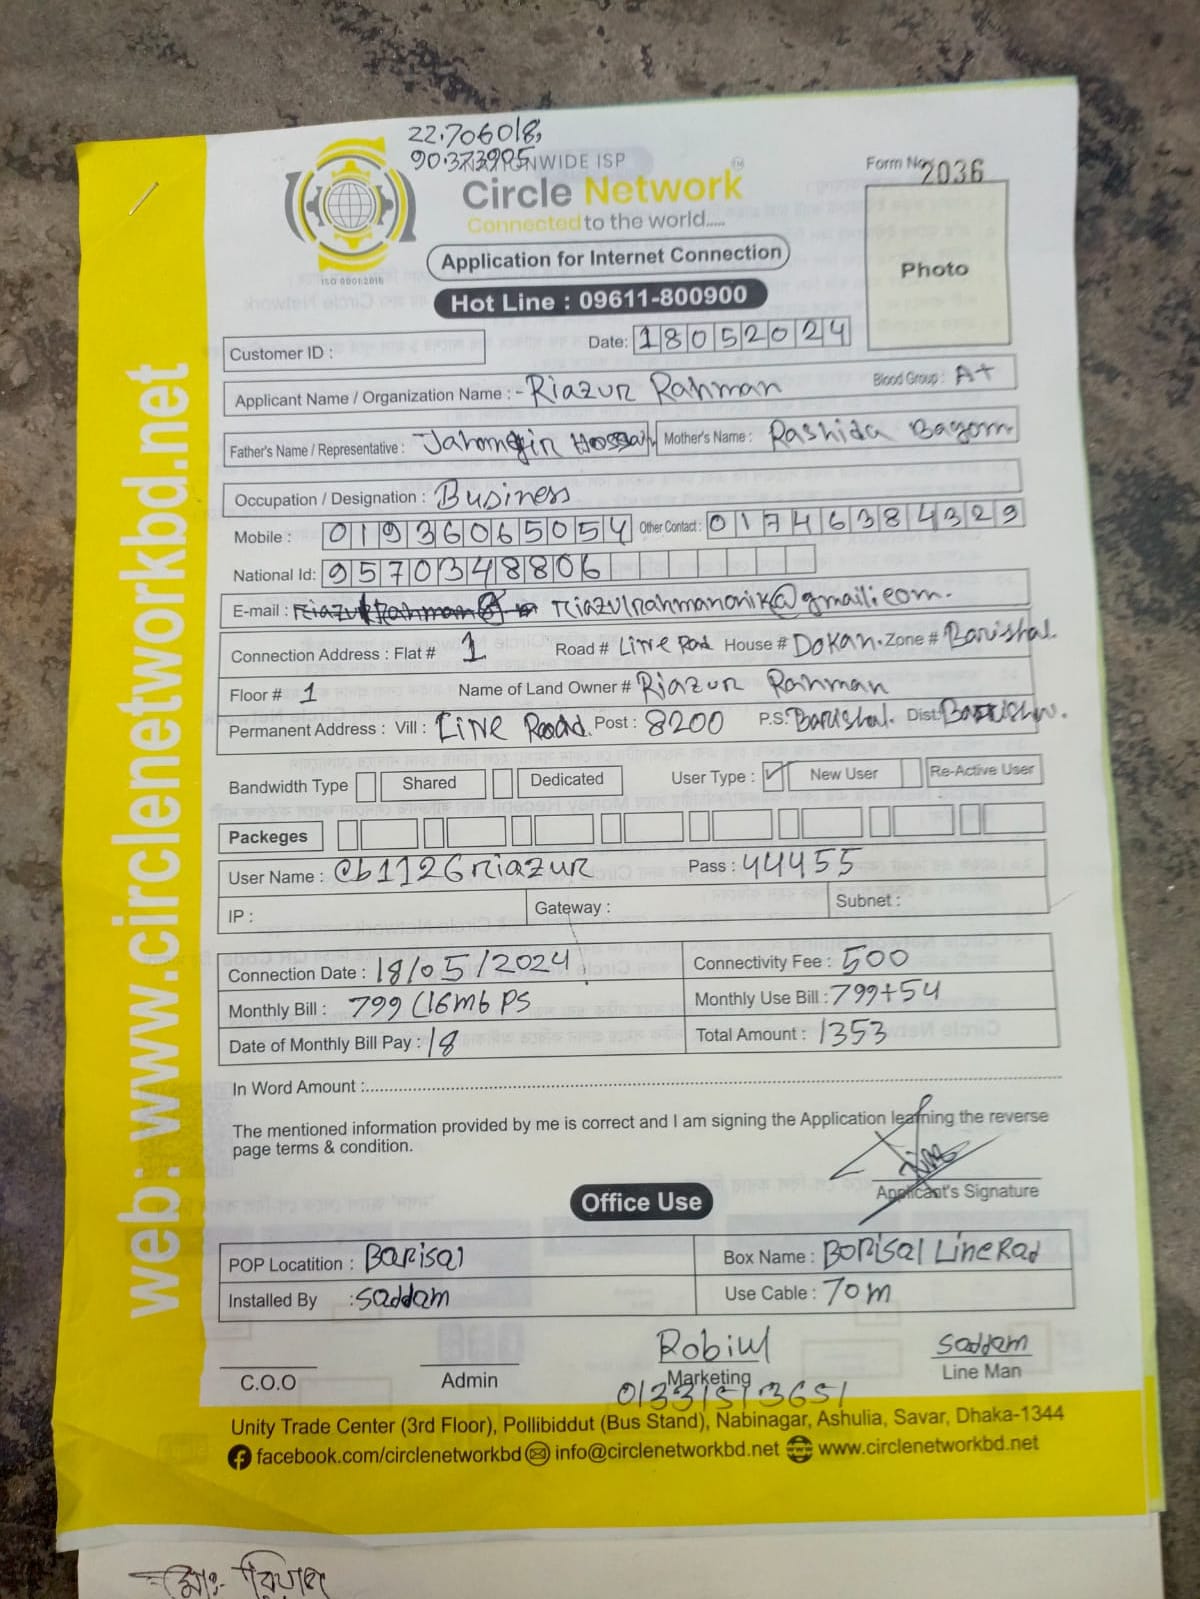 22.706018,
90.373905
NATIONWIDE ISP
Circle Network
Connected to the world.....
Application for Internet Connection
Hot Line : 09611-800900
Form No 2036
Photo
ISO 9001:2015
web: www.circlenetworkbd.net
Customer ID :
Date: 18052024
Applicant Name / Organization Name : - Riazur Rahman Blood Group : A+
Father's Name / Representative : Jahomgir Hossain Mother's Name : Rashida Bagom.
Occupation / Designation : Business
Mobile : 01936065054 Other Contact : 01746384329
National Id: 9570348806
E-mail : riazulrahmanonik@gmail.com.
Connection Address : Flat # 1 Road # Line Road House # Dokan. Zone # Barishal.
Floor # 1 Name of Land Owner # Riazur Rahman
Permanent Address : Vill : Line Road. Post : 8200 P.S: Barishal. Dist:
Bandwidth Type Shared Dedicated User Type : ✓ New User Re-Active User
Packeges
User Name : cb1126riazur Pass : 44455
IP : Gateway : Subnet :
Connection Date : 18/05/2024 Connectivity Fee : 500
Monthly Bill : 799 (16mbps Monthly Use Bill : 799+54
Date of Monthly Bill Pay : 18 Total Amount : 1353
In Word Amount :
The mentioned information provided by me is correct and I am signing the Application learning the reverse
page terms & condition.
Applicant's Signature
Office Use
POP Locatition : Barisal Box Name : Borisal Line Rad
Installed By : Saddam Use Cable : 70m
Robiul saddam
C.O.O Admin Marketing Line Man
Unity Trade Center (3rd Floor), Pollibiddut (Bus Stand), Nabinagar, Ashulia, Savar, Dhaka-1344
facebook.com/circlenetworkbd info@circlenetworkbd.net www.circlenetworkbd.net
মোঃ